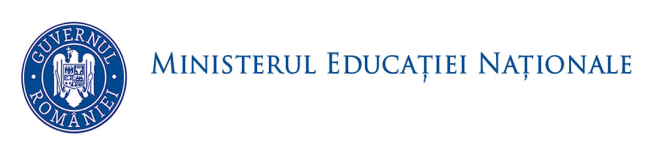 GUVERNUL
ROMÂNIEI
MINISTERUL EDUCAȚIEI NAȚIONALE